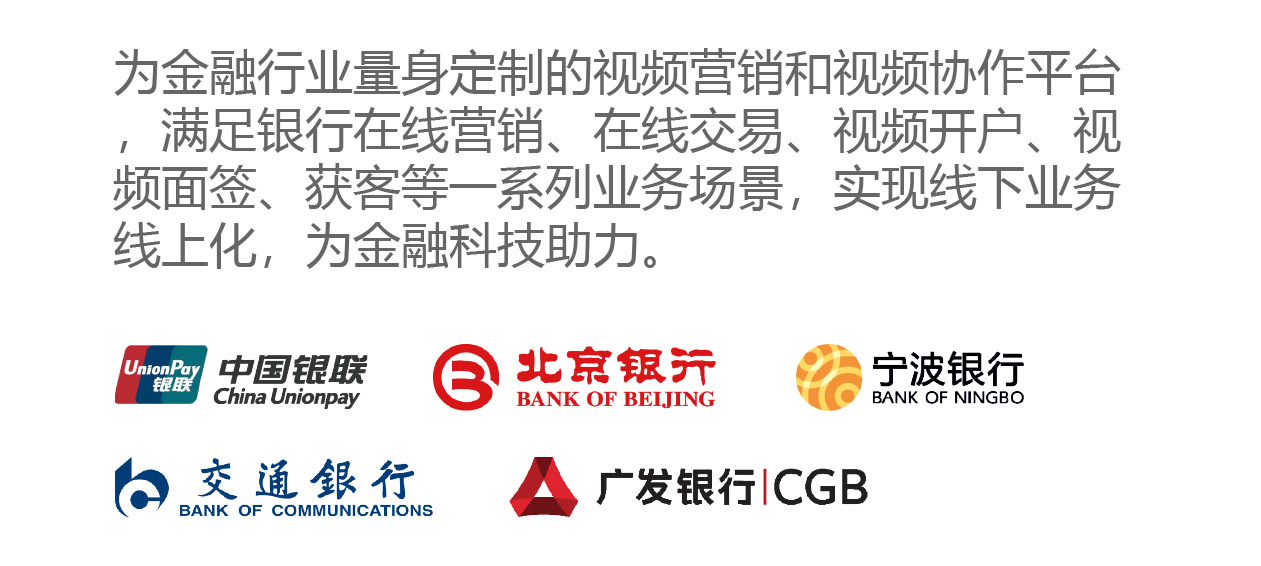 为金融行业量身定制的视频营销和视频协作平台
，满足银行在线营销、在线交易、视频开户、视
频面签、获客等一系列业务场景，实现线下业务
线上化，为金融科技助力。
UnionPay
银联
中国银联
China Unionpay
北京银行
BANK OF BEIJING
宁波银行
BANK OF NINGBO
交通銀行
BANK OF COMMUNICATIONS
广发银行|CGB